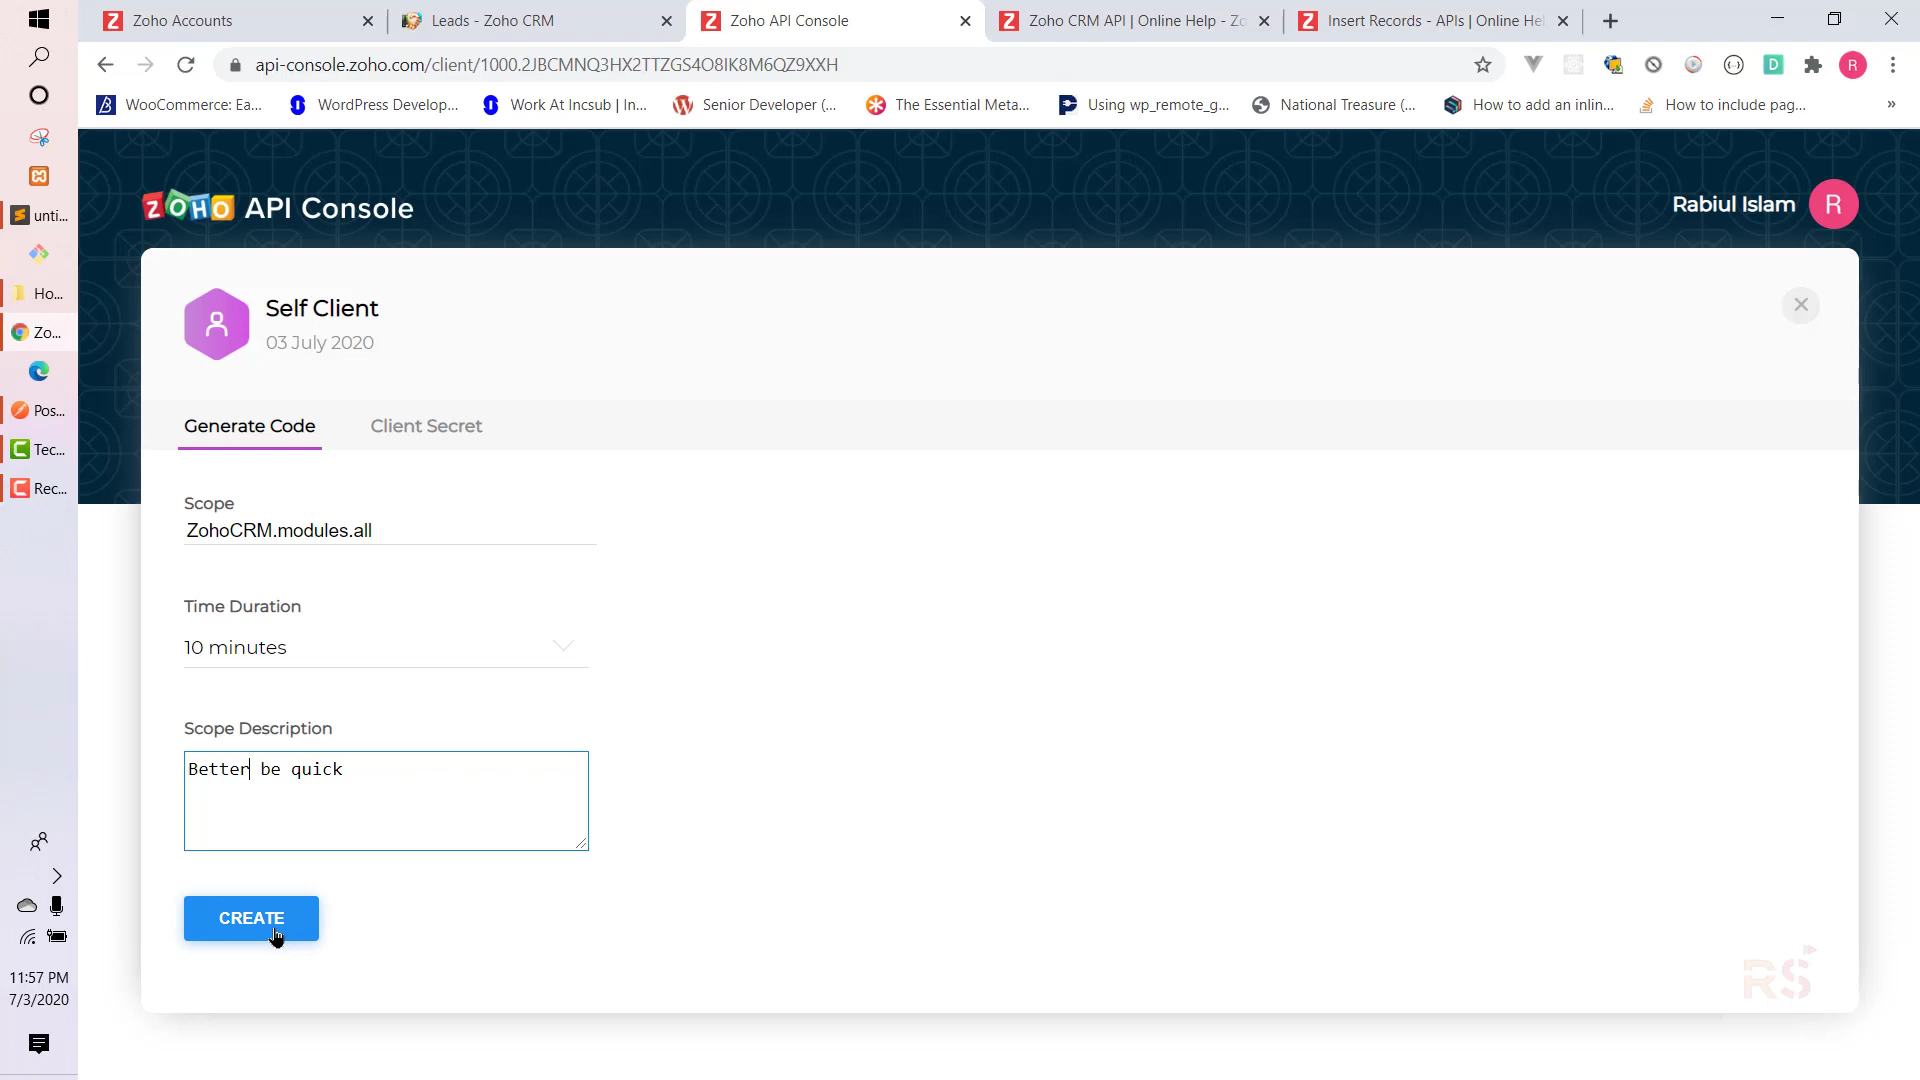 Zoho Accounts
Leads - Zoho CRM
Zoho API Console
Zoho CRM API | Online Help - Zo
Insert Records - APIs | Online Hel
api-console.zoho.com/client/1000.2JBCMNQ3HX2TTZGS4O8IK8M6QZ9XXH
R
WooCommerce: Ea...
WordPress Develop...
Work At Incsub | In...
Senior Developer (...
The Essential Meta...
Using wp_remote_g...
National Treasure (...
How to add an inlin...
How to include pag...
»
unti...
Ho...
Zo...
Pos...
Tec...
Rec...
11:57 PM
7/3/2020
ZOHO API Console
Rabiul Islam
R
Self Client
03 July 2020
Generate Code
Client Secret
Scope
ZohoCRM.modules.all
Time Duration
10 minutes
Scope Description
Better be quick
CREATE
RS